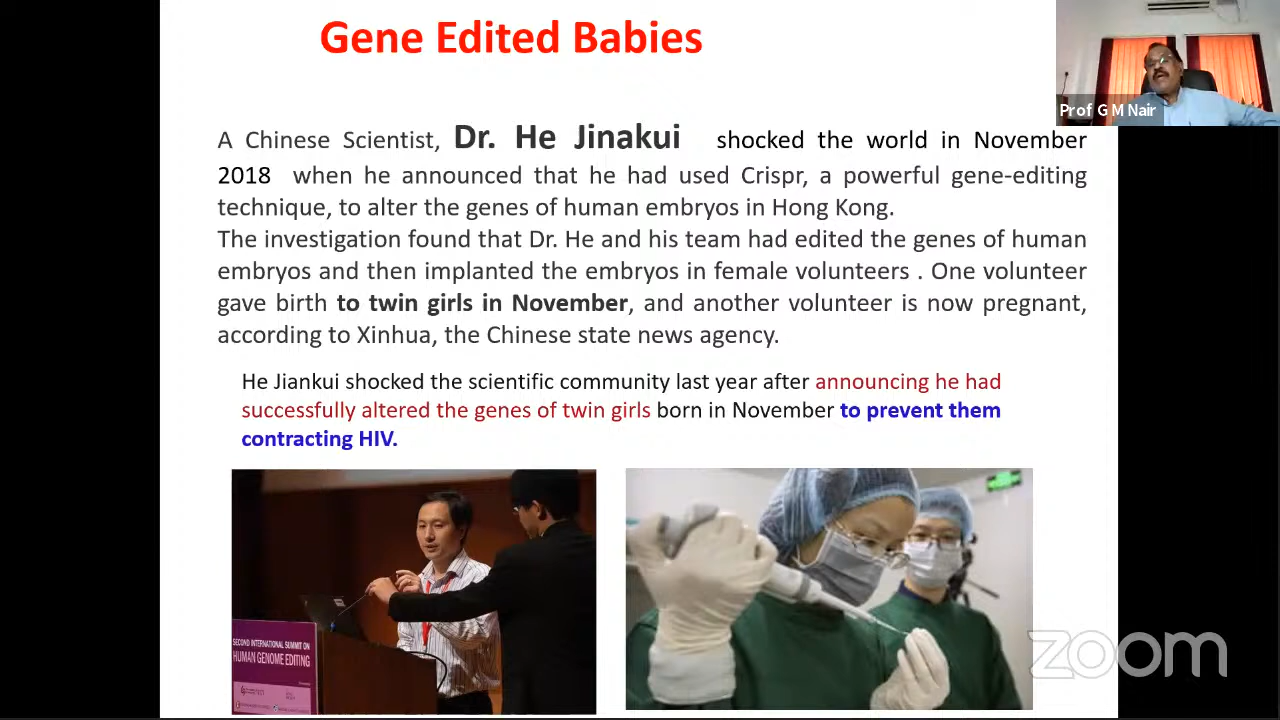 Gene Edited Babies
Prof G M Nair
A Chinese Scientist, Dr. He Jinakui shocked the world in November
2018 when he announced that he had used Crispr, a powerful gene-editing
technique, to alter the genes of human embryos in Hong Kong.
The investigation found that Dr. He and his team had edited the genes of human
embryos and then implanted the embryos in female volunteers . One volunteer
gave birth to twin girls in November, and another volunteer is now pregnant,
according to Xinhua, the Chinese state news agency.
He Jiankui shocked the scientific community last year after announcing he had
successfully altered the genes of twin girls born in November to prevent them
contracting HIV.
SECOND INTERNATIONAL SUMMIT ON
HUMAN GENOME EDITING
zoom